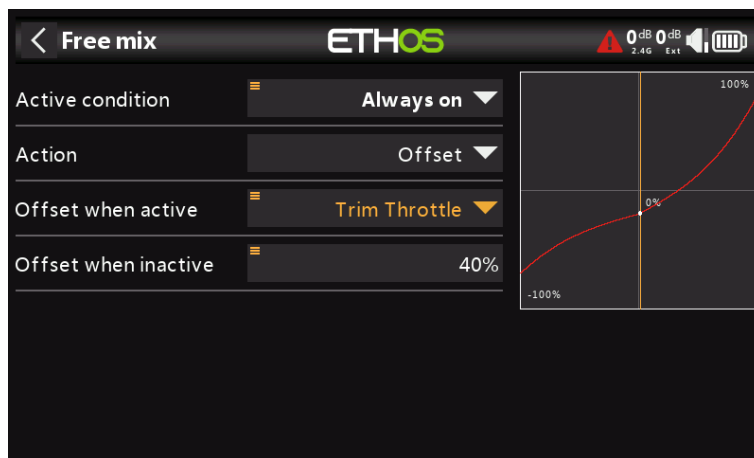 Free mix
ETHOS
0dB 0dB
2.4G Ext
Active condition
Always on
Action
Offset
Offset when active
Trim Throttle
Offset when inactive
40%
100%
0%
-100%